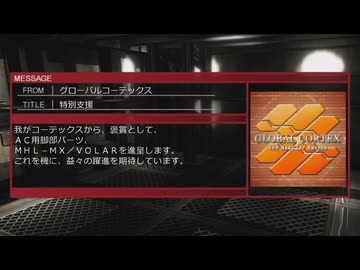 MESSAGE
FROM グローバルコーテックス
TITLE 特別支援
我がコーテックスから、褒賞として、
ＡＣ用脚部パーツ、
ＭＨＬ－ＭＸ／ＶＯＬＡＲを進呈します。
これを機に、益々の躍進を期待しています。
GLOBAL CORTEX